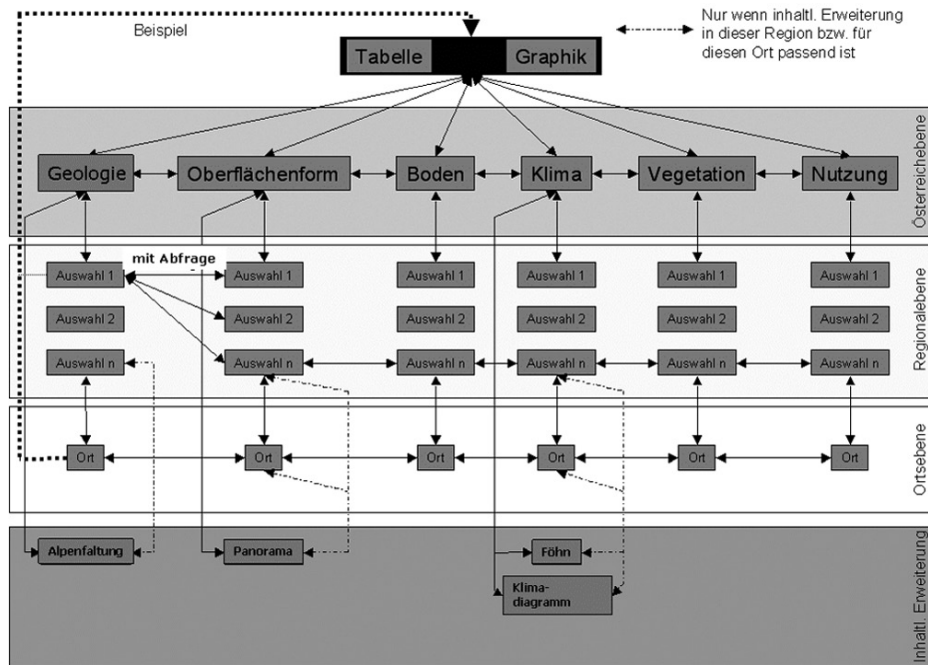 Beispiel
Nur wenn inhaltl. Erweiterung
in dieser Region bzw. für
diesen Ort passend ist
Tabelle Graphik
Österreichebene
Geologie Oberflächenform Boden Klima Vegetation Nutzung
Regionalebene
mit Abfrage
Auswahl 1 Auswahl 1 Auswahl 1 Auswahl 1 Auswahl 1 Auswahl 1
Auswahl 2 Auswahl 2 Auswahl 2 Auswahl 2 Auswahl 2 Auswahl 2
Auswahl n Auswahl n Auswahl n Auswahl n Auswahl n Auswahl n
Ortsebene
Ort Ort Ort Ort Ort Ort
Inhaltl. Erweiterung
Alpenfaltung Panorama Föhn
Klima-
diagramm